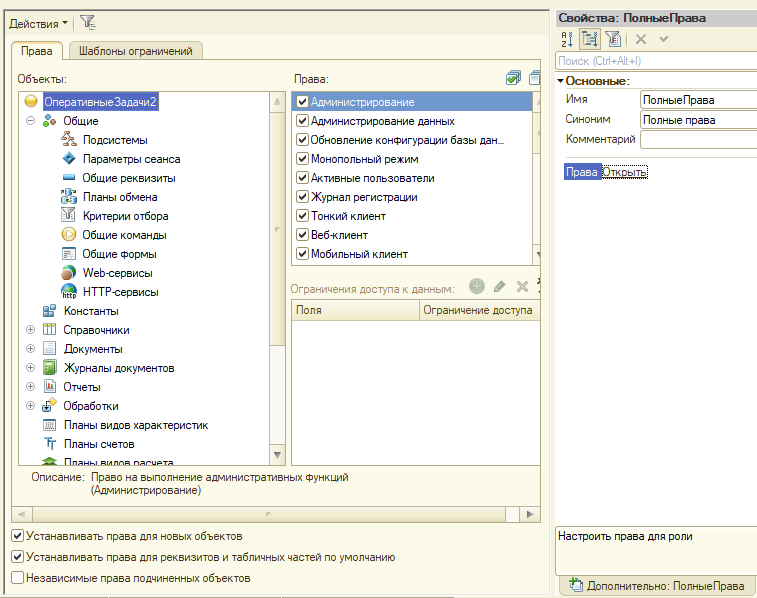 Действия
Права
Шаблоны ограничений
Объекты:
ОперативныеЗадачи2
Общие
Подсистемы
Параметры сеанса
Общие реквизиты
Планы обмена
Критерии отбора
Общие команды
Общие формы
Web-сервисы
HTTP-сервисы
Константы
Справочники
Документы
Журналы документов
Отчеты
Обработки
Планы видов характеристик
Планы счетов
Планы видов расчета
Права:
Администрирование
Администрирование данных
Обновление конфигурации базы дан...
Монопольный режим
Активные пользователи
Журнал регистрации
Тонкий клиент
Веб-клиент
Мобильный клиент
Ограничения доступа к данным:
Поля
Ограничение доступа
Описание: Право на выполнение административных функций
(Администрирование)
Устанавливать права для новых объектов
Устанавливать права для реквизитов и табличных частей по умолчанию
Независимые права подчиненных объектов
Свойства: ПолныеПрава
Поиск (Ctrl+Alt+I)
Основные:
Имя ПолныеПрава
Синоним Полные права
Комментарий
Права Открыть
Настроить права для роли
Дополнительно: ПолныеПрава